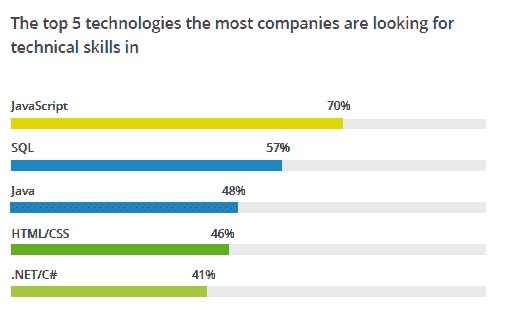 The top 5 technologies the most companies are looking for
technical skills in
JavaScript 70%
SQL 57%
Java 48%
HTML/CSS 46%
.NET/C# 41%